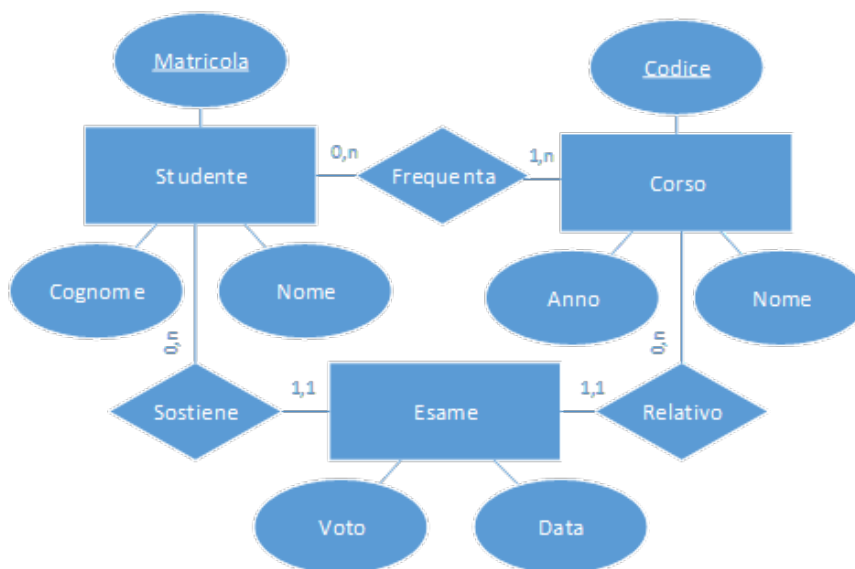 Matricola
Codice
0,n
1,n
Studente
Frequenta
Corso
Cognome
Nome
Anno
Nome
0,n
0,n
1,1
1,1
Sostiene
Esame
Relativo
Voto
Data